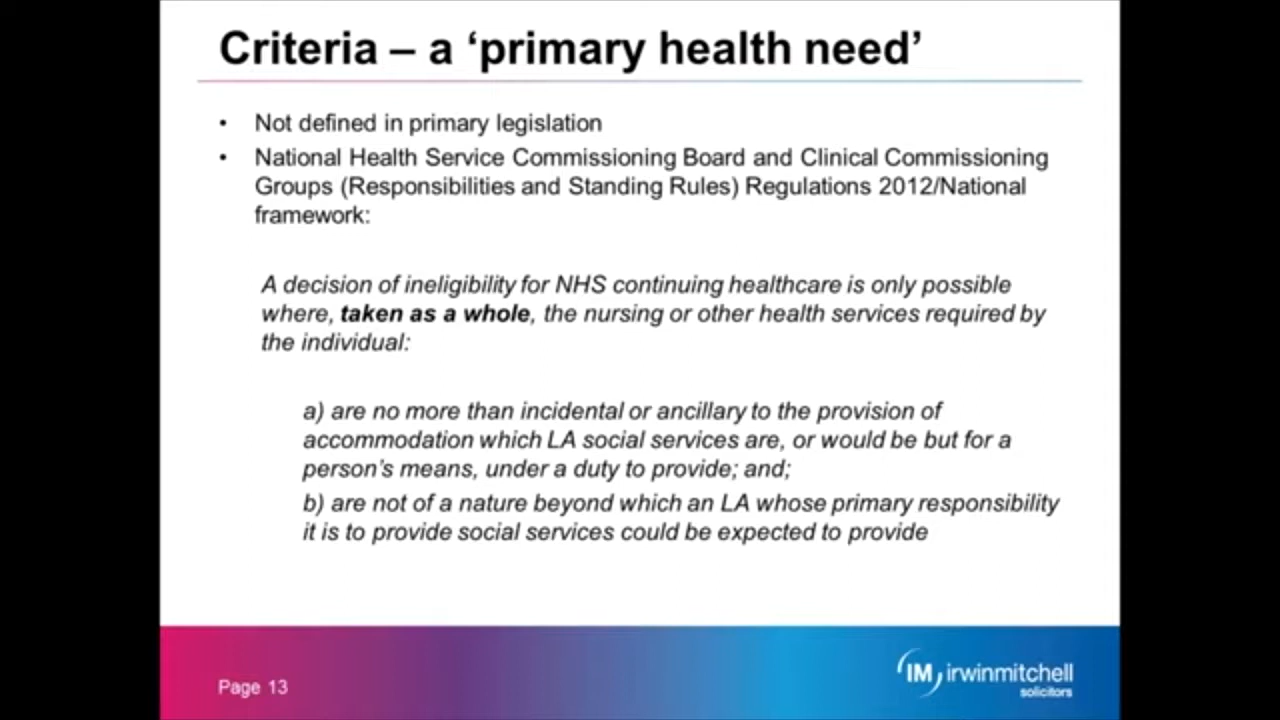 Criteria – a ‘primary health need’
• Not defined in primary legislation
• National Health Service Commissioning Board and Clinical Commissioning
Groups (Responsibilities and Standing Rules) Regulations 2012/National
framework:
A decision of ineligibility for NHS continuing healthcare is only possible
where, taken as a whole, the nursing or other health services required by
the individual:
a) are no more than incidental or ancillary to the provision of
accommodation which LA social services are, or would be but for a
person’s means, under a duty to provide; and;
b) are not of a nature beyond which an LA whose primary responsibility
it is to provide social services could be expected to provide
Page 13
IM irwinmitchell
solicitors